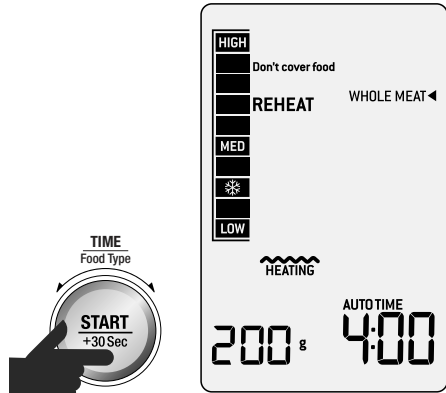 HIGH
Don't cover food
REHEAT
WHOLE MEAT
MED
LOW
HEATING
AUTO TIME
200 g
4:00
TIME
Food Type
START
+30 Sec